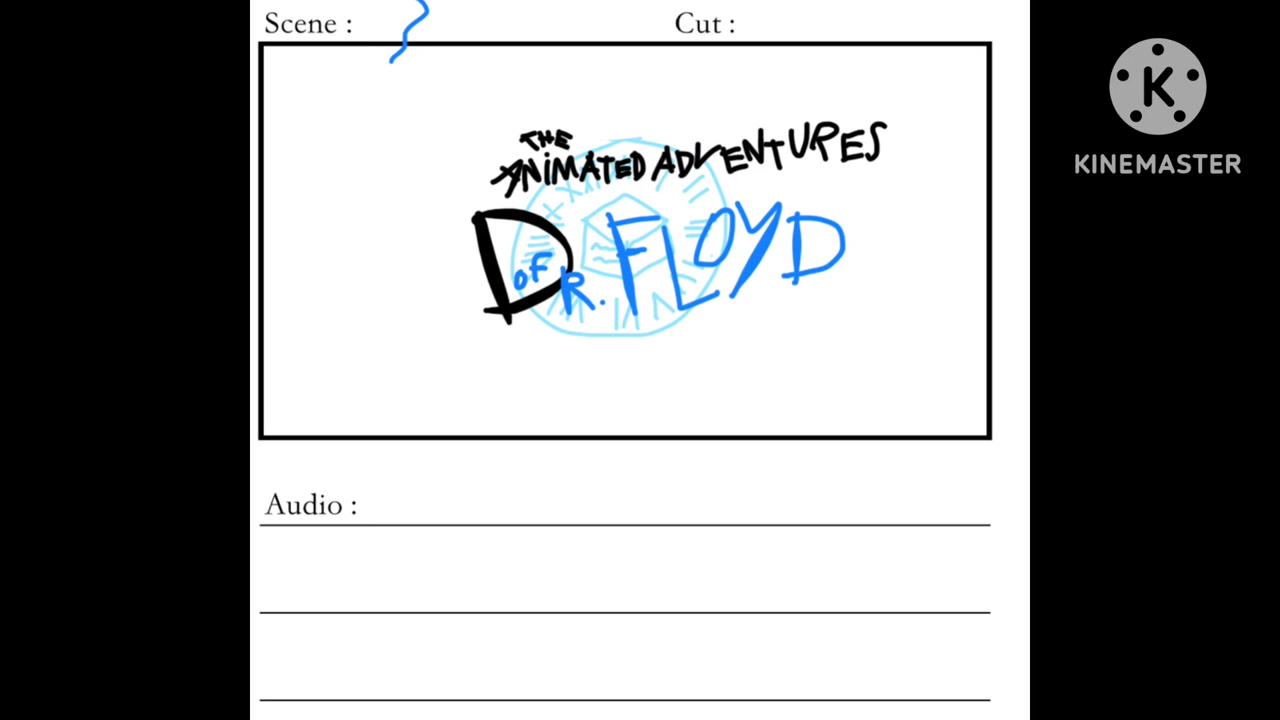 Scene : Cut :
THE
ANiMATED ADVENTURES
OF
DR. FLOYD
Audio :
K
KINEMASTER